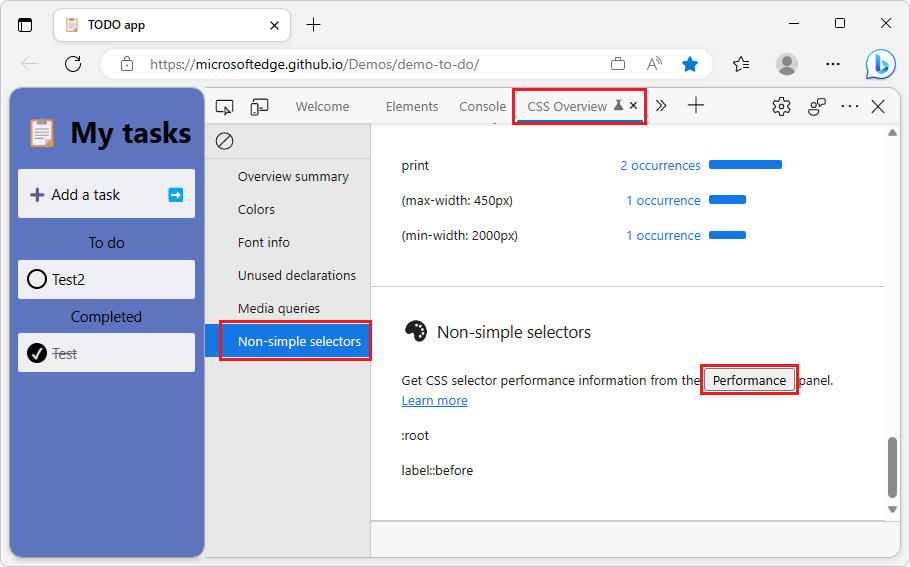 TODO app
https://microsoftedge.github.io/Demos/demo-to-do/
My tasks
Add a task
To do
Test2
Completed
Test
Welcome
Elements
Console
CSS Overview
Overview summary
Colors
Font info
Unused declarations
Media queries
Non-simple selectors
print 2 occurrences
(max-width: 450px) 1 occurrence
(min-width: 2000px) 1 occurrence
Non-simple selectors
Get CSS selector performance information from the Performance panel.
Learn more
:root
label::before